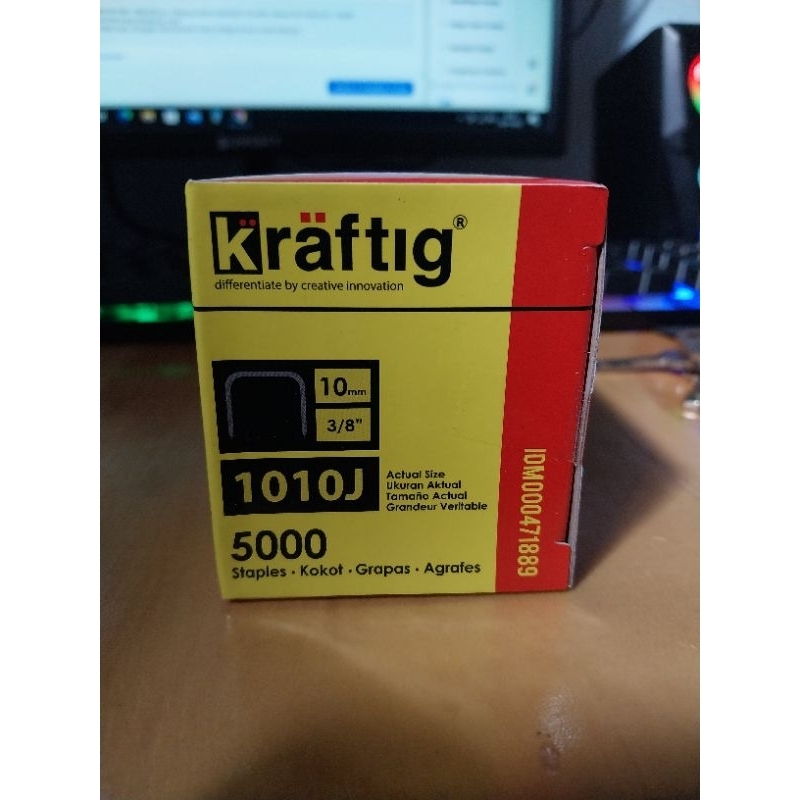 Kräftig®
differentiate by creative innovation
10mm
3/8"
1010J
Actual Size
Ukuran Aktual
Tamaño Actual
Grandeur Veritable
5000
Staples · Kokot · Grapas · Agrafes
IDM000471889